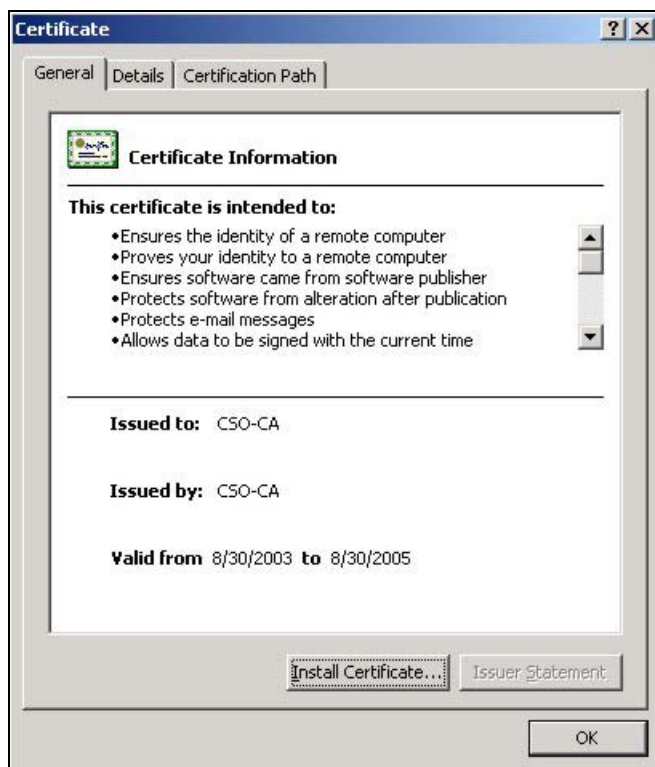 Certificate
General Details Certification Path
Certificate Information
This certificate is intended to:
•Ensures the identity of a remote computer
•Proves your identity to a remote computer
•Ensures software came from software publisher
•Protects software from alteration after publication
•Protects e-mail messages
•Allows data to be signed with the current time
Issued to: CSO-CA
Issued by: CSO-CA
Valid from 8/30/2003 to 8/30/2005
Install Certificate... Issuer Statement
OK